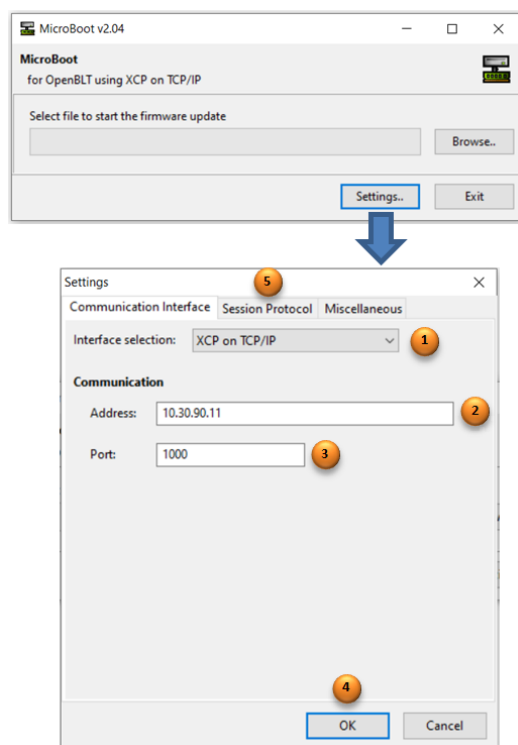 MicroBoot v2.04
MicroBoot
for OpenBLT using XCP on TCP/IP
Select file to start the firmware update
Browse..
Settings..
Exit
Settings
5
Communication Interface
Session Protocol
Miscellaneous
Interface selection:
XCP on TCP/IP
1
Communication
Address:
10.30.90.11
2
Port:
1000
3
4
OK
Cancel